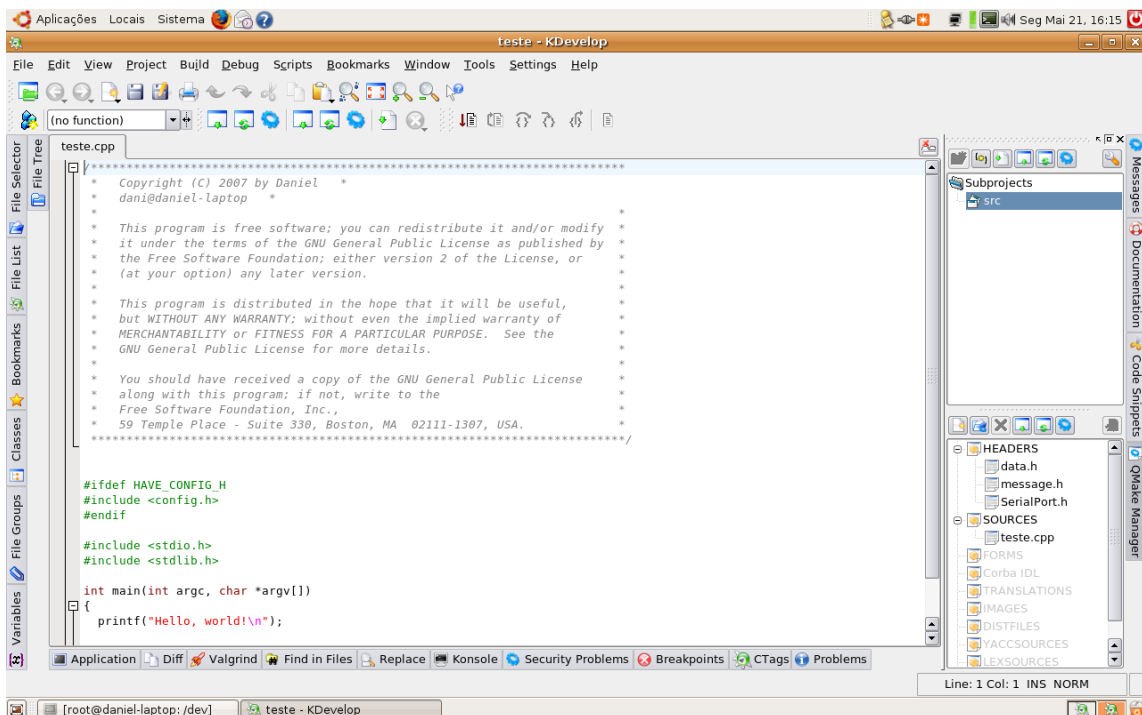 Aplicações Locais Sistema Seg Mai 21, 16:15
teste - KDevelop
File Edit View Project Build Debug Scripts Bookmarks Window Tools Settings Help
(no function)
File Selector
File List
Bookmarks
Classes
File Groups
Variables
File Tree
teste.cpp
/***************************************************************************
 *   Copyright (C) 2007 by Daniel   *
 *   dani@daniel-laptop   *
 *                                                                         *
 *   This program is free software; you can redistribute it and/or modify  *
 *   it under the terms of the GNU General Public License as published by  *
 *   the Free Software Foundation; either version 2 of the License, or     *
 *   (at your option) any later version.                                   *
 *                                                                         *
 *   This program is distributed in the hope that it will be useful,       *
 *   but WITHOUT ANY WARRANTY; without even the implied warranty of        *
 *   MERCHANTABILITY or FITNESS FOR A PARTICULAR PURPOSE.  See the         *
 *   GNU General Public License for more details.                          *
 *                                                                         *
 *   You should have received a copy of the GNU General Public License     *
 *   along with this program; if not, write to the                         *
 *   Free Software Foundation, Inc.,                                       *
 *   59 Temple Place - Suite 330, Boston, MA  02111-1307, USA.             *
 ***************************************************************************/
#ifdef HAVE_CONFIG_H
#include <config.h>
#endif
#include <stdio.h>
#include <stdlib.h>
int main(int argc, char *argv[])
{
  printf("Hello, world!\n");
Subprojects
src
HEADERS
data.h
message.h
SerialPort.h
SOURCES
teste.cpp
FORMS
Corba IDL
TRANSLATIONS
IMAGES
DISTFILES
YACCSOURCES
LEXSOURCES
Messages
Documentation
Code Snippets
QMake Manager
Application Diff Valgrind Find in Files Replace Konsole Security Problems Breakpoints CTags Problems
Line: 1 Col: 1 INS NORM
[root@daniel-laptop: /dev] teste - KDevelop